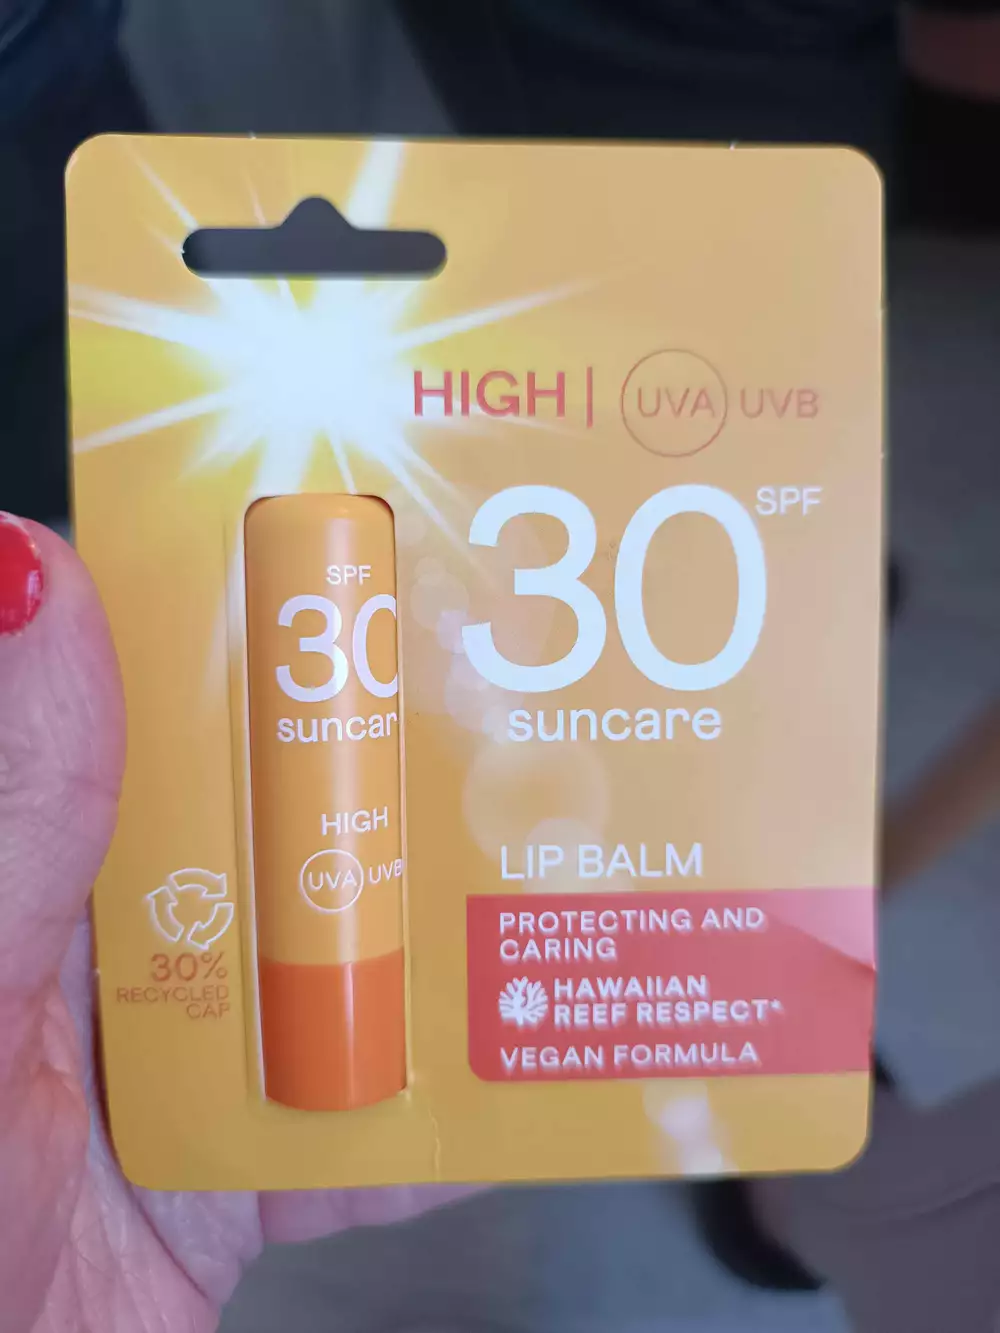 HIGH | UVA UVB
30 SPF
suncare
SPF
30
suncar
HIGH
UVA UVB
LIP BALM
PROTECTING AND
CARING
HAWAIIAN
REEF RESPECT*
VEGAN FORMULA
30%
RECYCLED
CAP